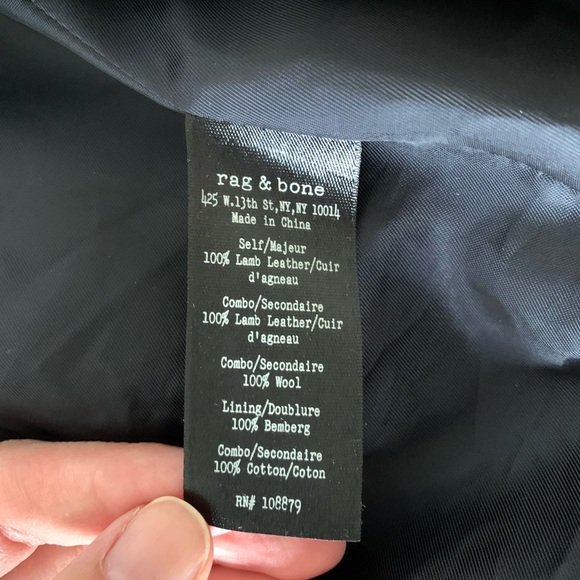 rag & bone
425 W.13th St,NY,NY 10014
Made in China
Self/Majeur
100% Lamb Leather/Cuir
d'agneau
Combo/Secondaire
100% Lamb Leather/Cuir
d'agneau
Combo/Secondaire
100% Wool
Lining/Doublure
100% Bemberg
Combo/Secondaire
100% Cotton/Coton
RN# 108879